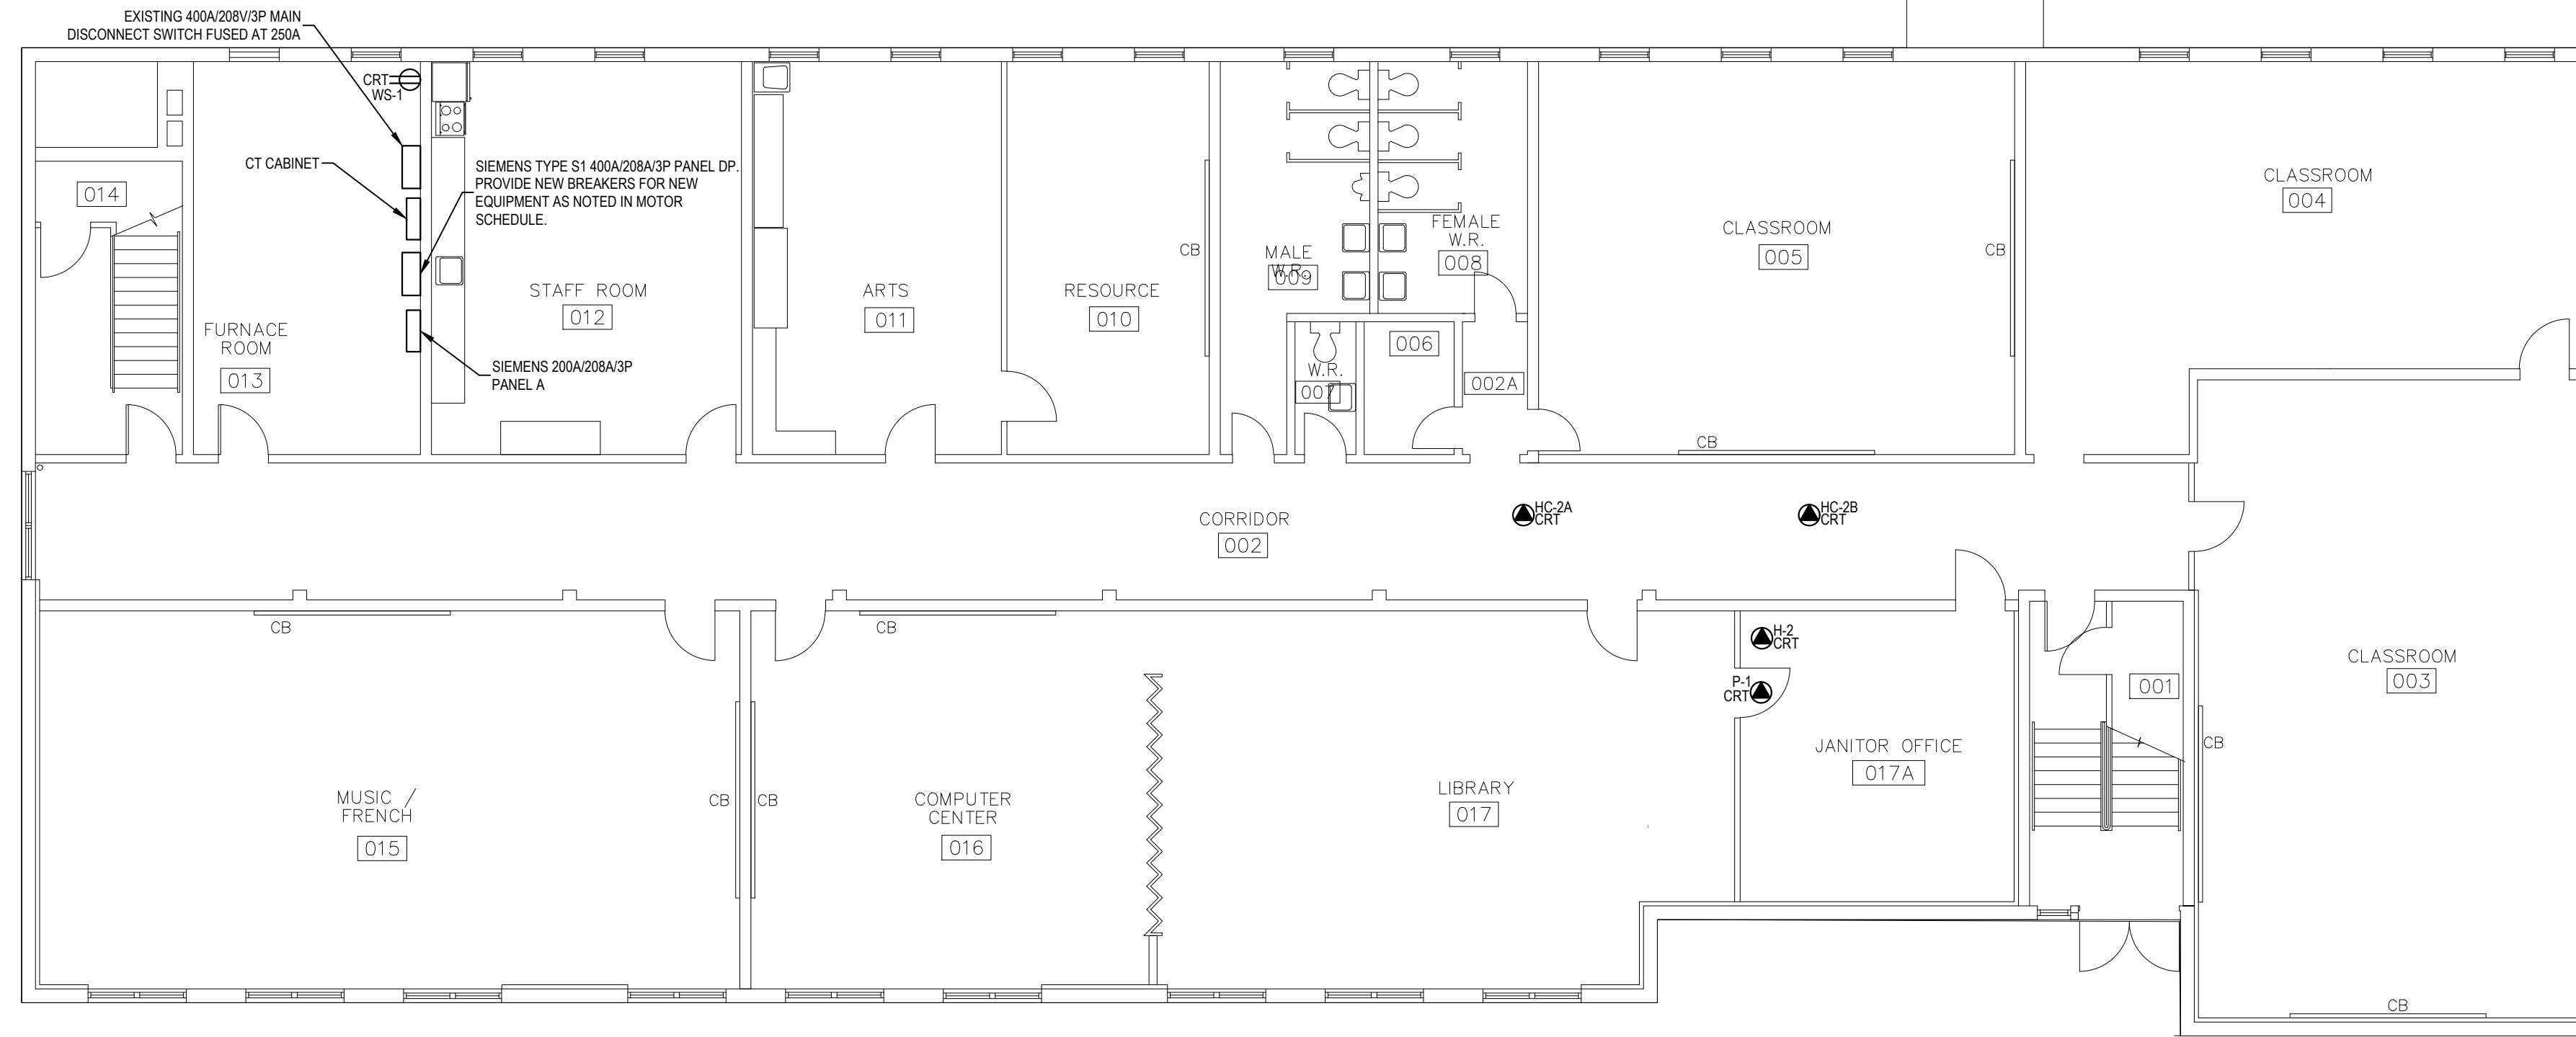 EXISTING 400A/208V/3P MAIN
DISCONNECT SWITCH FUSED AT 250A
CRT
WS-1
CT CABINET
SIEMENS TYPE S1 400A/208A/3P PANEL DP.
PROVIDE NEW BREAKERS FOR NEW
EQUIPMENT AS NOTED IN MOTOR
SCHEDULE.
SIEMENS 200A/208A/3P
PANEL A
014
FURNACE
ROOM
013
STAFF ROOM
012
ARTS
011
RESOURCE
010
CB
MALE
W.R.
009
FEMALE
W.R.
008
W.R.
007
006
002A
CLASSROOM
005
CB
CB
CLASSROOM
004
CORRIDOR
002
HC-2A
CRT
HC-2B
CRT
CB
MUSIC /
FRENCH
015
CB
CB
CB
COMPUTER
CENTER
016
LIBRARY
017
H-2
CRT
P-1
CRT
JANITOR OFFICE
017A
001
CLASSROOM
003
CB
CB